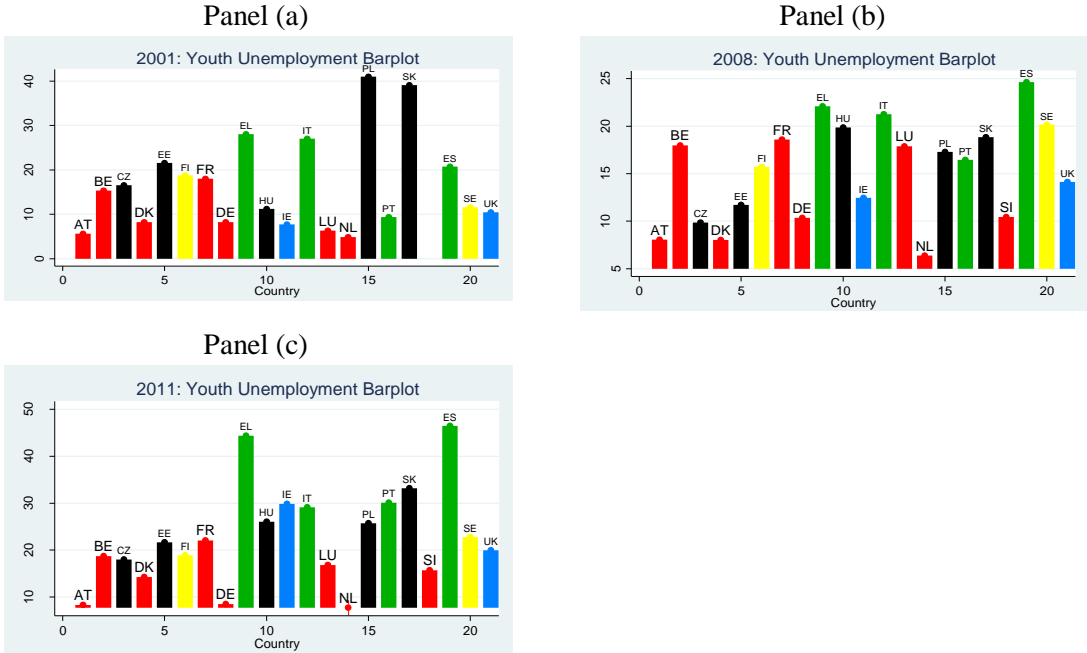 Panel (a)
2001: Youth Unemployment Barplot
0 10 20 30 40
AT BE CZ DK EE FI FR DE EL HU IE IT LU NL PL PT SK ES SE UK
0 5 10 15 20
Country
Panel (b)
2008: Youth Unemployment Barplot
5 10 15 20 25
AT BE CZ DK EE FI FR DE EL HU IE IT LU NL PL PT SK SI ES SE UK
0 5 10 15 20
Country
Panel (c)
2011: Youth Unemployment Barplot
10 20 30 40 50
AT BE CZ DK EE FI FR DE EL HU IE IT LU NL PL PT SK SI ES SE UK
0 5 10 15 20
Country